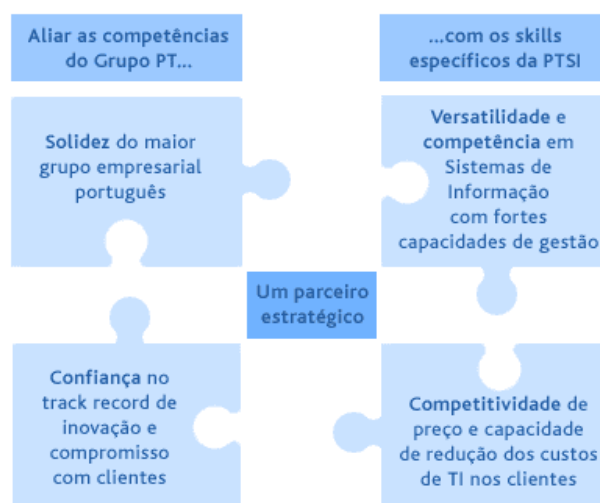 Aliar as competências
do Grupo PT...
...com os skills
específicos da PTSI
Solidez do maior
grupo empresarial
português
Versatilidade e
competência em
Sistemas de
Informação
com fortes
capacidades de gestão
Um parceiro
estratégico
Confiança no
track record de
inovação e
compromisso
com clientes
Competitividade de
preço e capacidade
de redução dos custos
de TI nos clientes